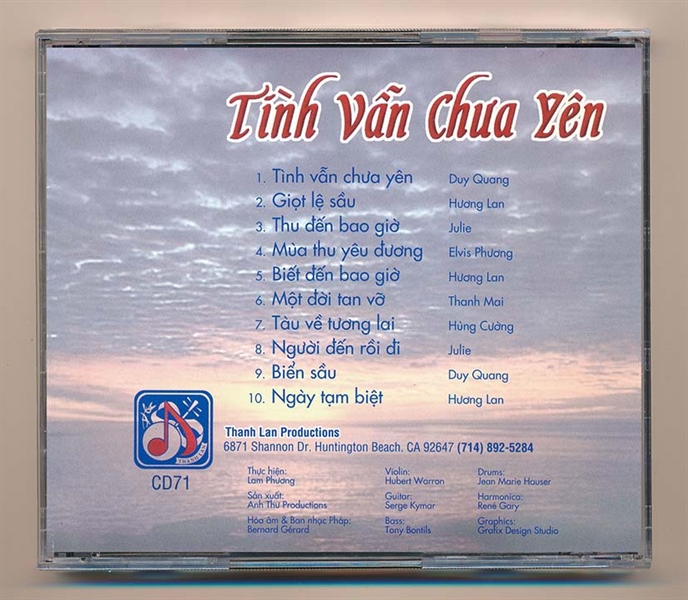 Tình Vẫn Chưa Yên
1. Tình vẫn chưa yên Duy Quang
2. Giọt lệ sầu Hương Lan
3. Thu đến bao giờ Julie
4. Mùa thu yêu đương Elvis Phương
5. Biết đến bao giờ Hương Lan
6. Một đời tan vỡ Thanh Mai
7. Tàu về tương lai Hùng Cường
8. Người đến rồi đi Julie
9. Biển sầu Duy Quang
10. Ngày tạm biệt Hương Lan
THANH LAN
CD71
Thanh Lan Productions
6871 Shannon Dr. Huntington Beach. CA 92647 (714) 892-5284
Thực hiện: Violin: Drums:
Lam Phương Hubert Warron Jean Marie Hauser
Sản xuất: Guitar: Harmonica:
Anh Thư Productions Serge Kymar René Gary
Hòa âm & Ban nhạc Pháp: Bass: Graphics:
Bernard Gérard Tony Bontils Grafix Design Studio